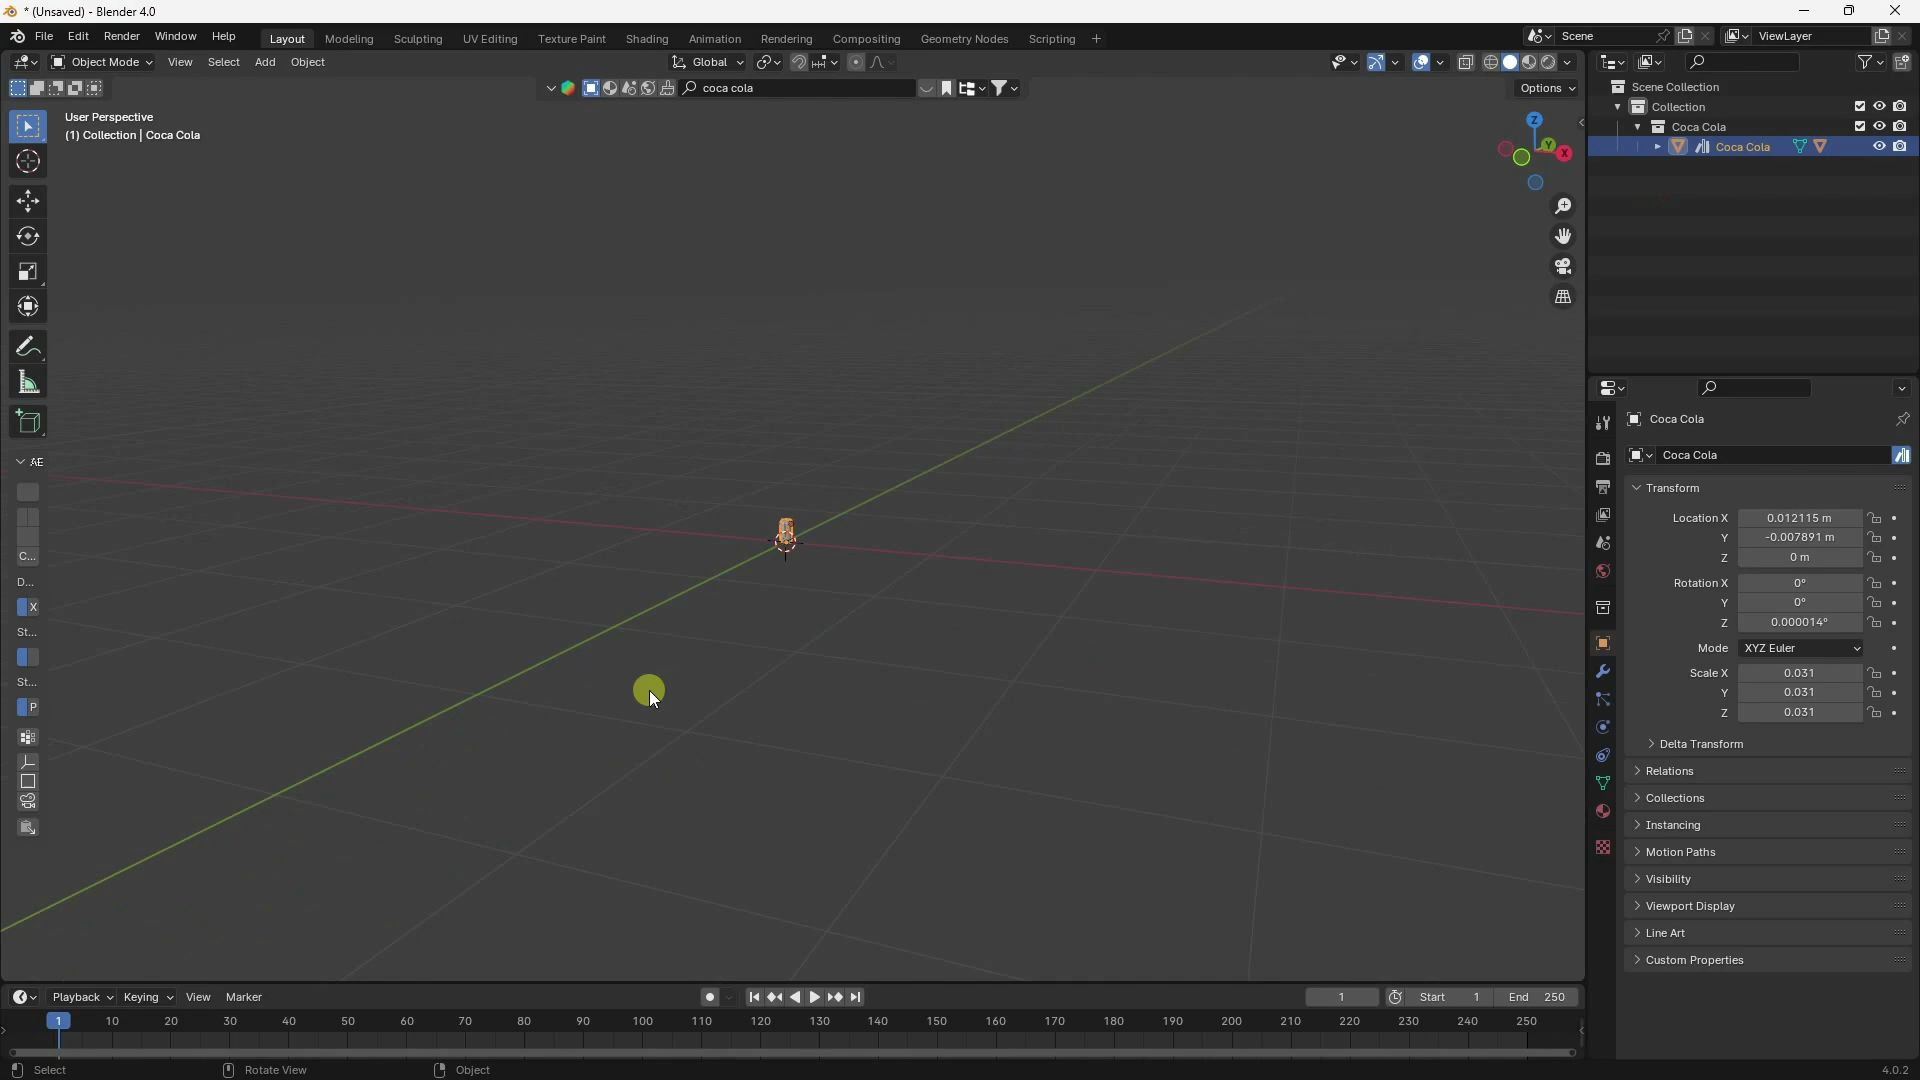 * (Unsaved) - Blender 4.0
File Edit Render Window Help
Layout Modeling Sculpting UV Editing Texture Paint Shading Animation Rendering Compositing Geometry Nodes Scripting +
Scene
ViewLayer
Object Mode View Select Add Object
Global
coca cola
Options
User Perspective
(1) Collection | Coca Cola
Z
Y
X
Scene Collection
Collection
Coca Cola
Coca Cola
AE
C...
D...
X
St...
St...
P
Coca Cola
Coca Cola
Transform
Location X 0.012115 m
Y -0.007891 m
Z 0 m
Rotation X 0°
Y 0°
Z 0.000014°
Mode XYZ Euler
Scale X 0.031
Y 0.031
Z 0.031
Delta Transform
Relations
Collections
Instancing
Motion Paths
Visibility
Viewport Display
Line Art
Custom Properties
Playback Keying View Marker
1
Start 1
End 250
1 10 20 30 40 50 60 70 80 90 100 110 120 130 140 150 160 170 180 190 200 210 220 230 240 250
Select
Rotate View
Object
4.0.2